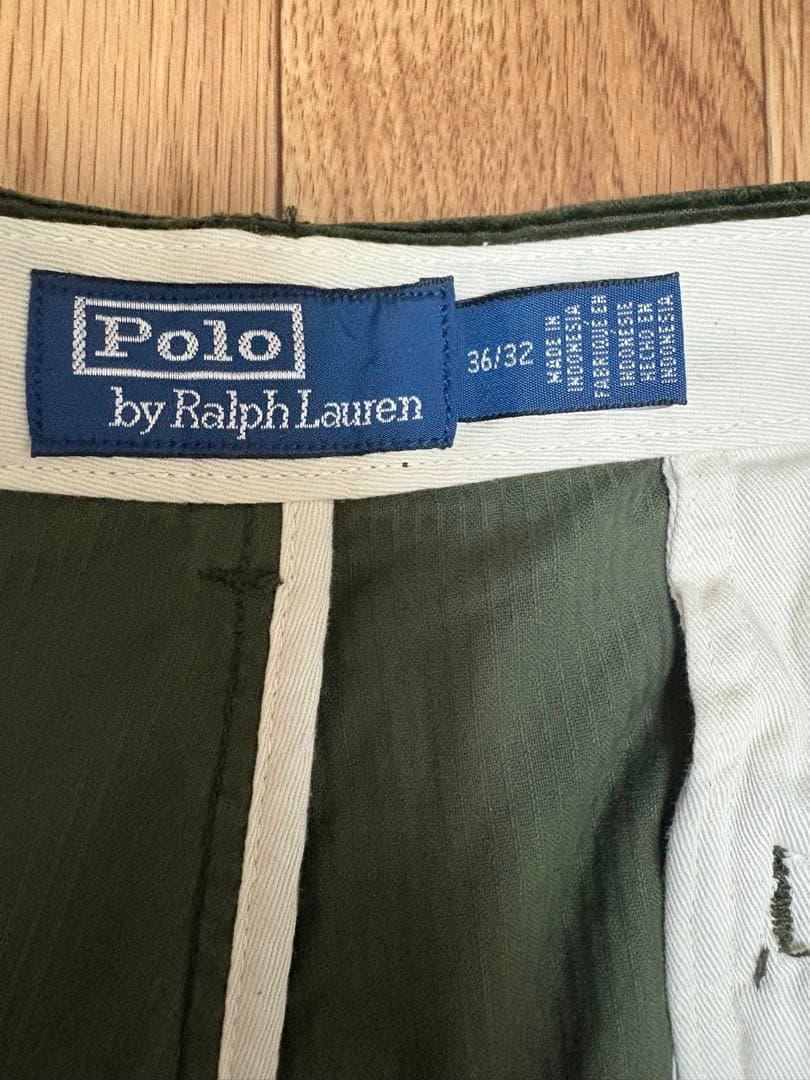 Polo
by Ralph Lauren
36/32
MADE IN
INDONESIA
FABRIQUE EN
INDONESIE
HECHO EN
INDONESIA